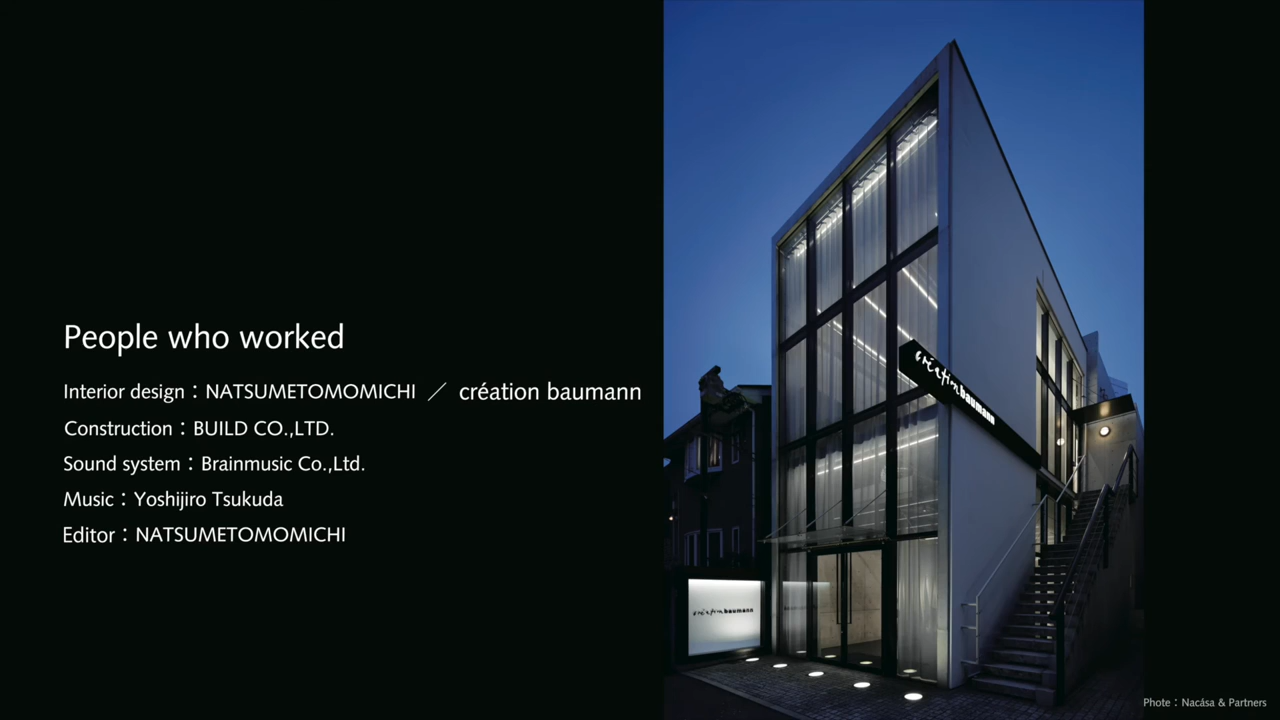 People who worked
Interior design：NATSUMETOMOMICHI ／ création baumann
Construction：BUILD CO.,LTD.
Sound system：Brainmusic Co.,Ltd.
Music：Yoshijiro Tsukuda
Editor：NATSUMETOMOMICHI
création baumann
création baumann
Phote：Nacása & Partners